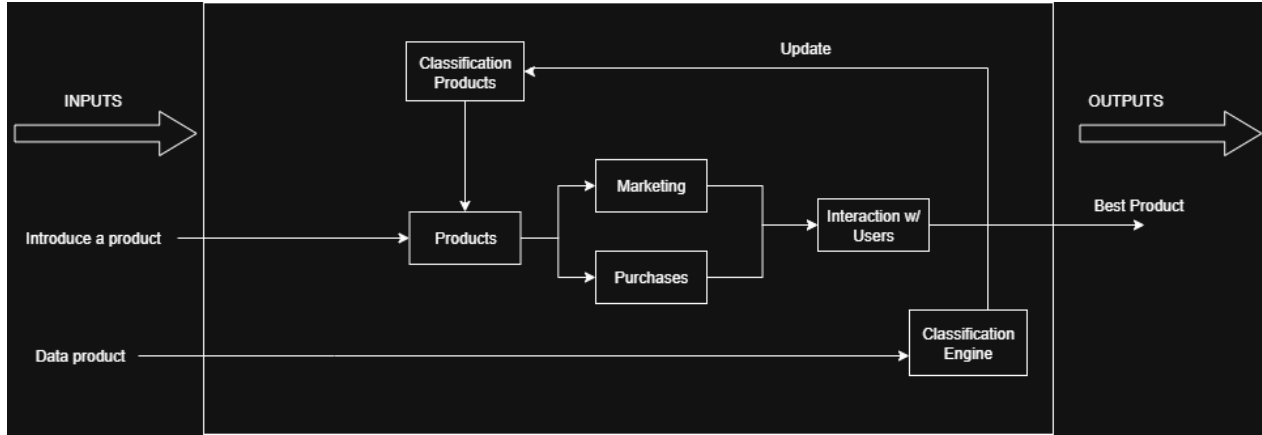 Update
Classification
Products
INPUTS
OUTPUTS
Marketing
Best Product
Interaction w/
Users
Introduce a product
Products
Purchases
Classification
Engine
Data product